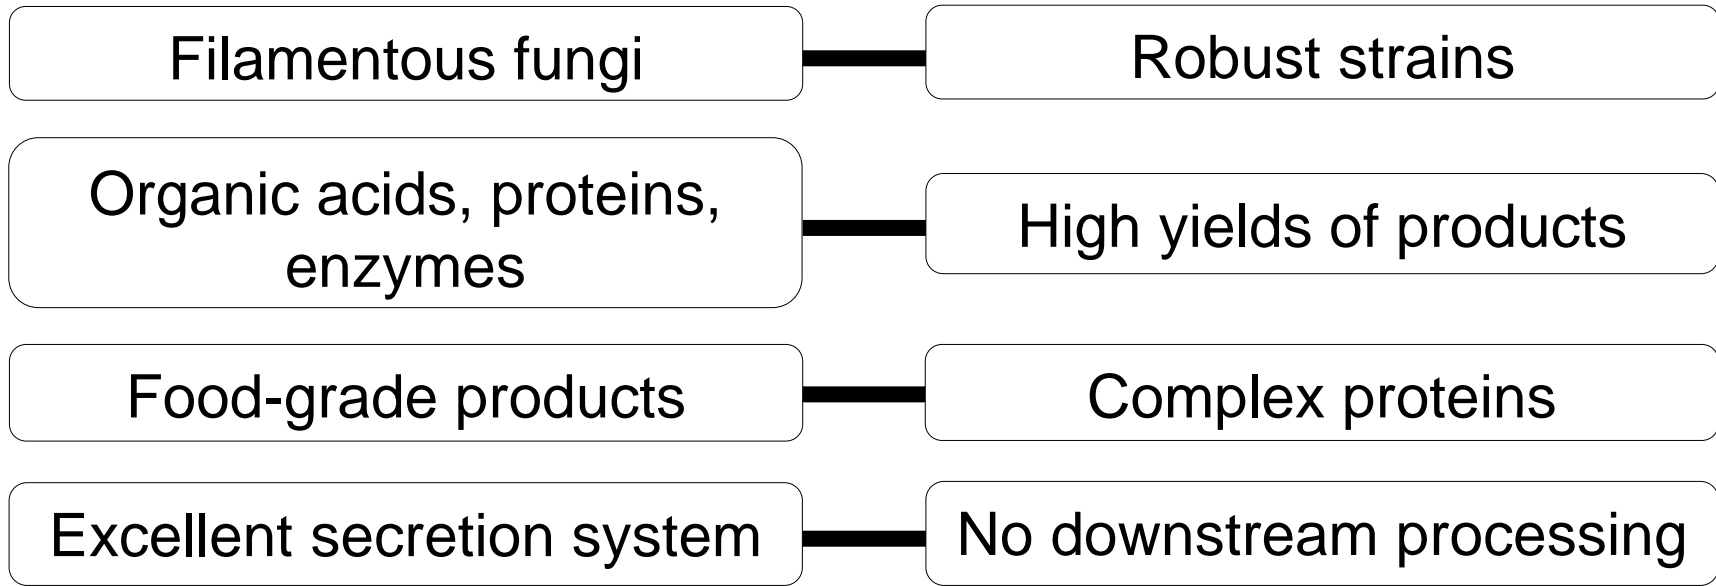 Filamentous fungi
Robust strains
Organic acids, proteins,
enzymes
High yields of products
Food-grade products
Complex proteins
Excellent secretion system
No downstream processing